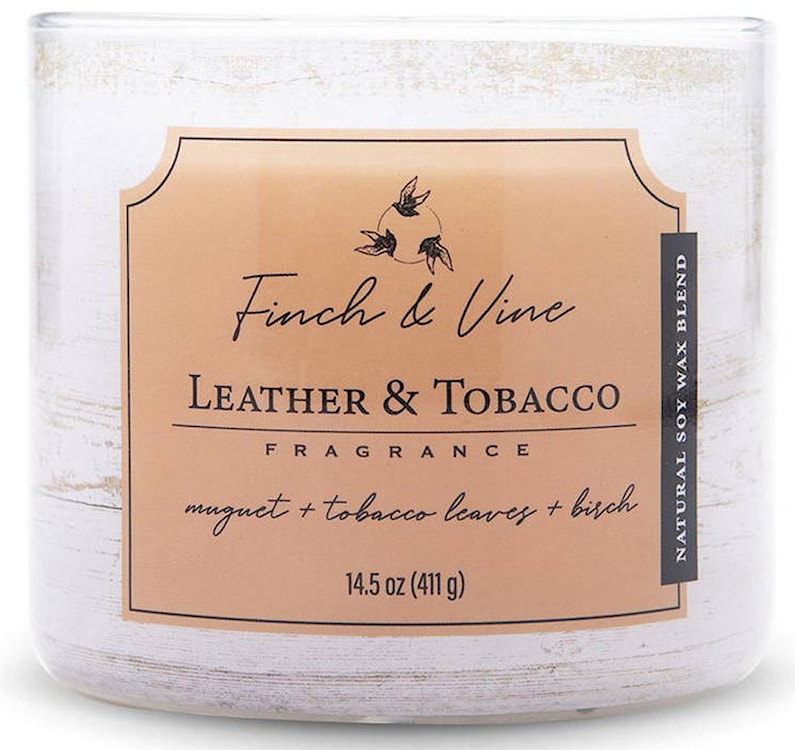 Finch & Vine
LEATHER & TOBACCO
FRAGRANCE
muguet + tobacco leaves + birch
14.5 oz (411 g)
NATURAL SOY WAX BLEND